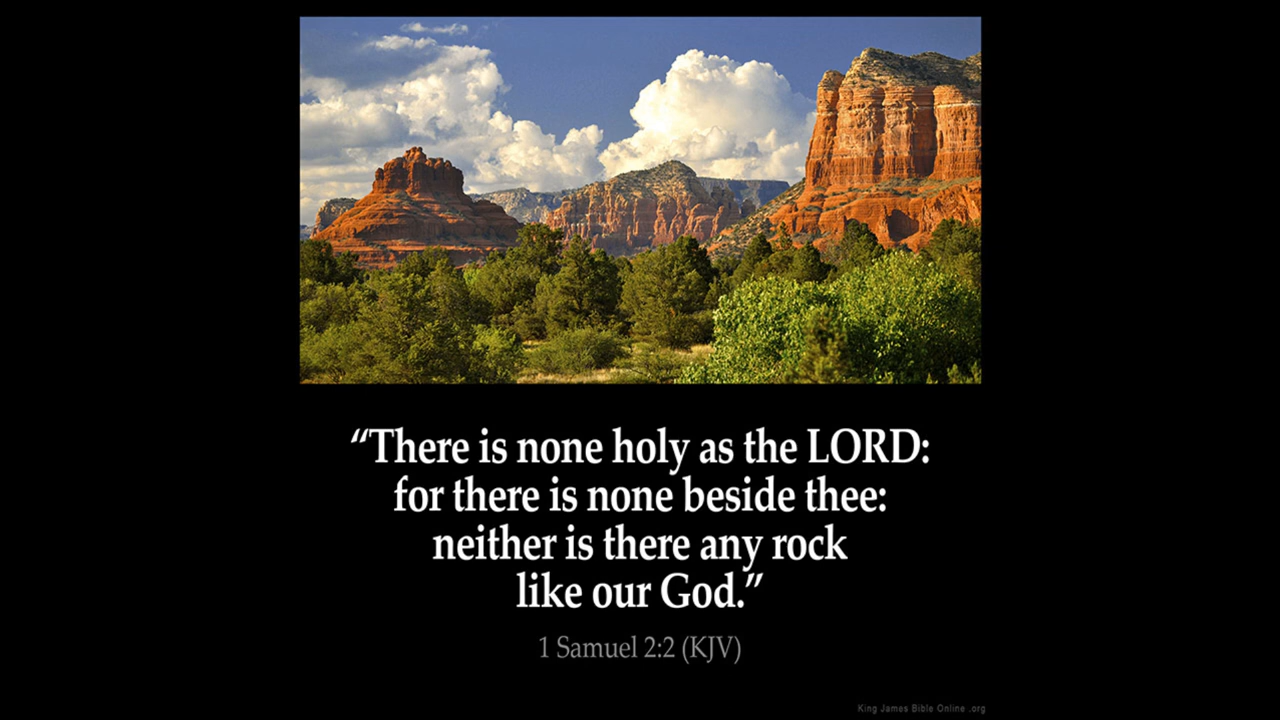 “There is none holy as the LORD:
for there is none beside thee:
neither is there any rock
like our God.”
1 Samuel 2:2 (KJV)
King James Bible Online .org